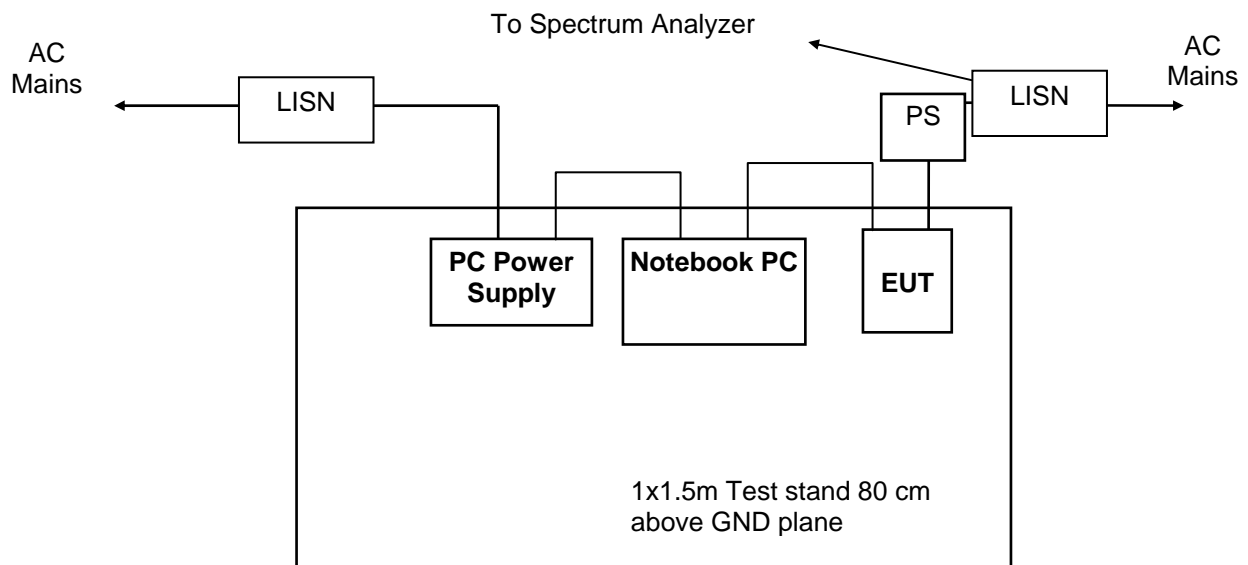 To Spectrum Analyzer
AC
Mains
LISN
PS
LISN
AC
Mains
PC Power
Supply
Notebook PC
EUT
1x1.5m Test stand 80 cm
above GND plane